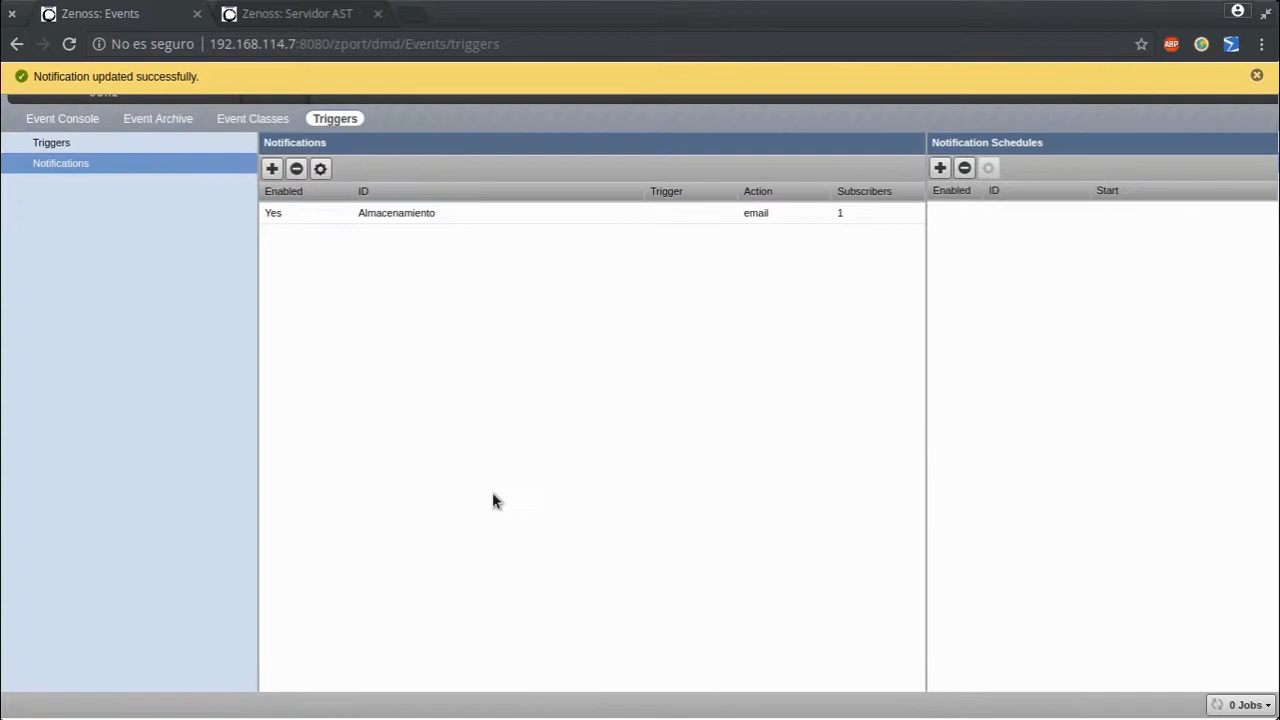 Zenoss: Events
Zenoss: Servidor AST
No es seguro
192.168.114.7:8080/zport/dmd/Events/triggers
ABP
Notification updated successfully.
Event Console
Event Archive
Event Classes
Triggers
Triggers
Notifications
Notifications
Enabled ID Trigger Action Subscribers
Yes Almacenamiento email 1
Notification Schedules
Enabled ID Start
0 Jobs